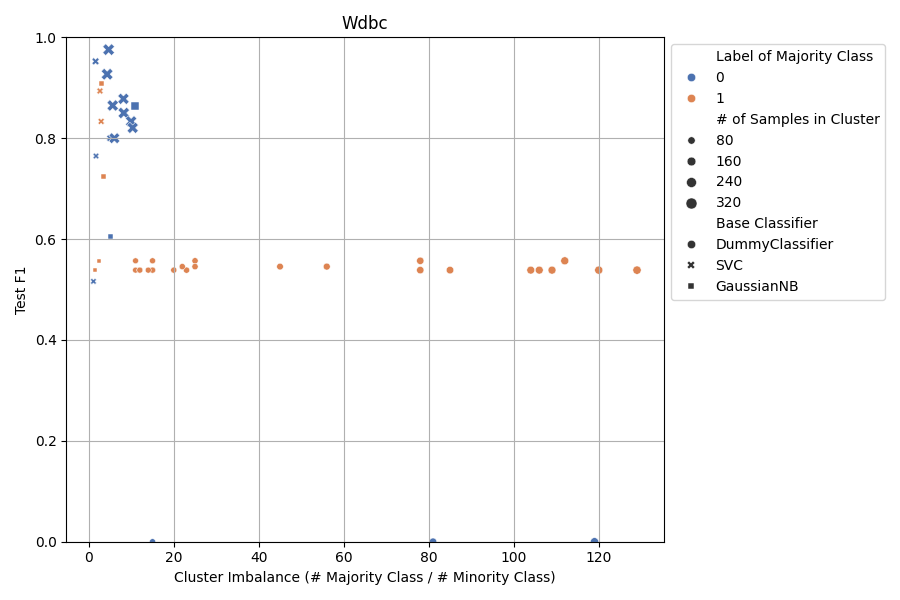 Wdbc
1.0
0.8
0.6
0.4
0.2
0.0
Test F1
0 20 40 60 80 100 120
Cluster Imbalance (# Majority Class / # Minority Class)
Label of Majority Class
0
1
# of Samples in Cluster
80
160
240
320
Base Classifier
DummyClassifier
SVC
GaussianNB